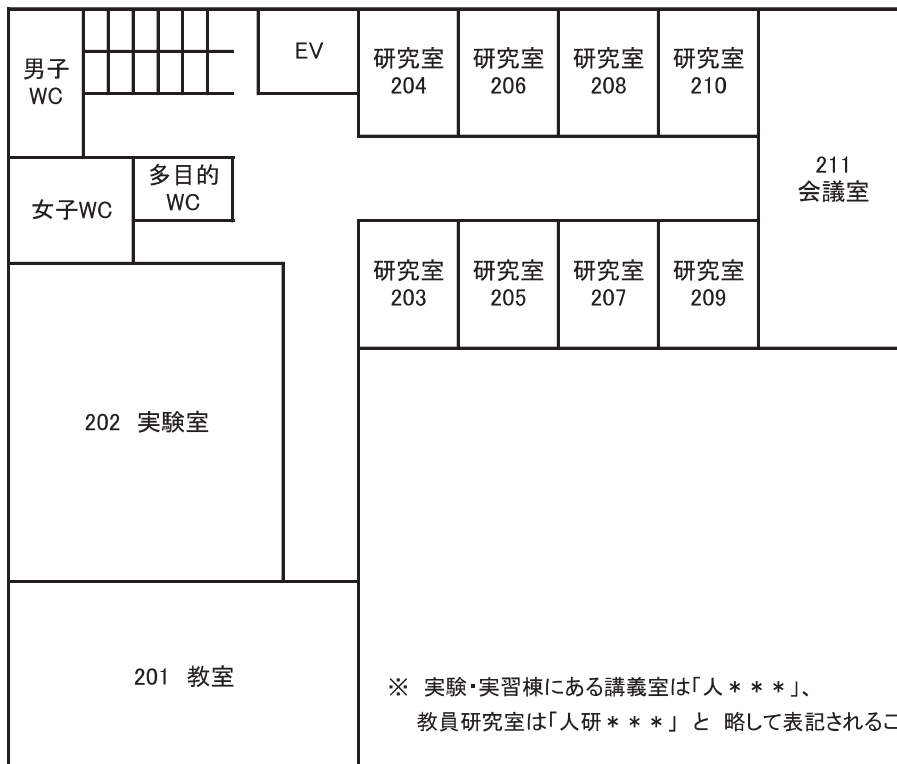 男子
WC
EV
研究室
204
研究室
206
研究室
208
研究室
210
211
会議室
女子WC
多目的
WC
研究室
203
研究室
205
研究室
207
研究室
209
202 実験室
201 教室
※ 実験・実習棟にある講義室は「人＊＊＊」、
教員研究室は「人研＊＊＊」 と 略して表記されるこ